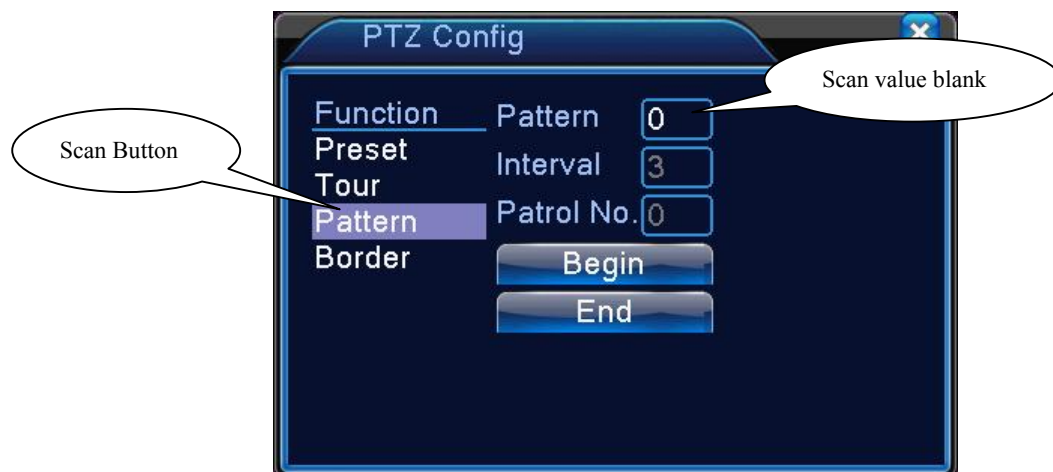 PTZ Config
Scan value blank
Function
Pattern 0
Preset
Interval 3
Scan Button
Tour
Pattern
Patrol No. 0
Border
Begin
End